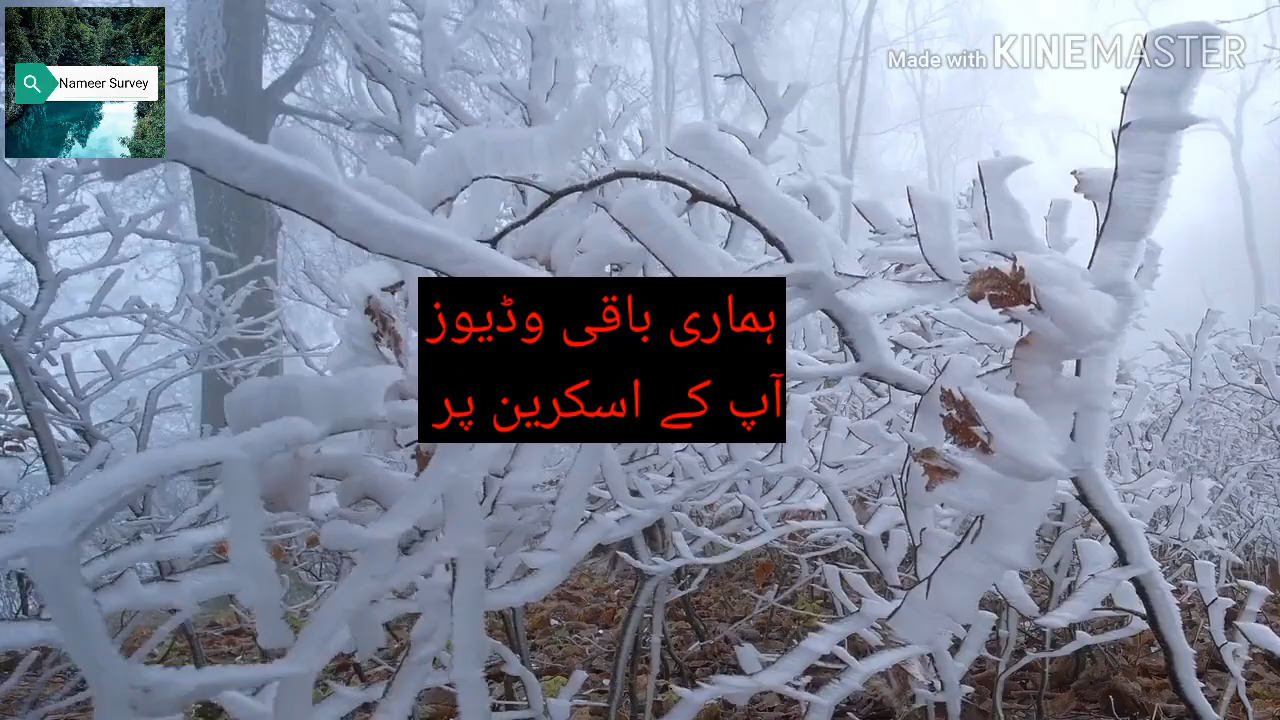 Nameer Survey
Made with KINEMASTER
ہماری باقی وڈیوز
آپ کے اسکرین پر